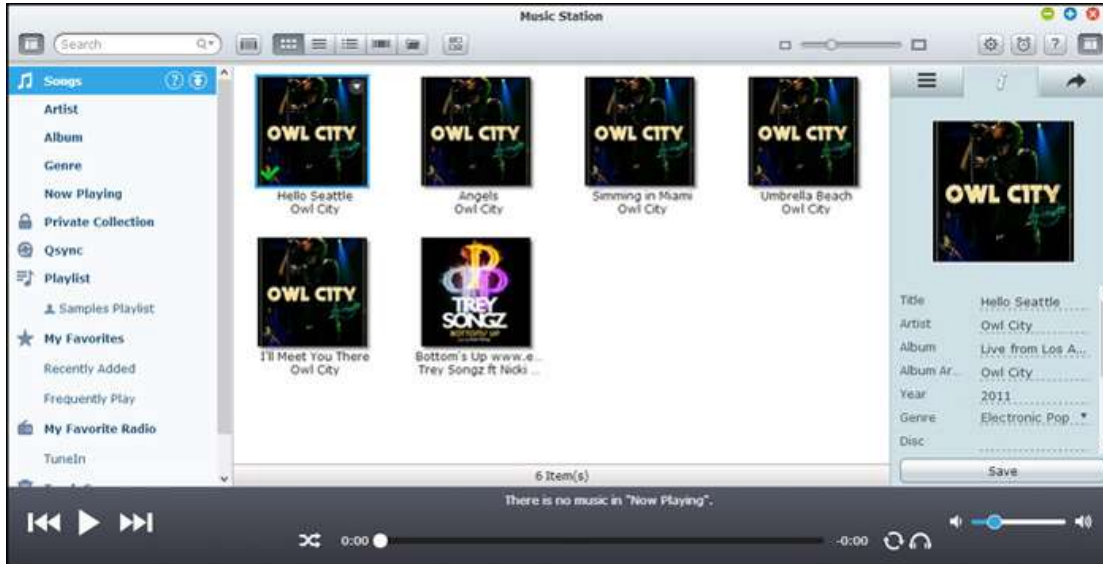 Music Station
Search
Songs
Artist
Album
Genre
Now Playing
Private Collection
Qsync
Playlist
Samples Playlist
My Favorites
Recently Added
Frequently Play
My Favorite Radio
TuneIn
OWL CITY
OWL CITY
OWL CITY
OWL CITY
Hello Seattle
Owl City
Angels
Owl City
Simming in Miami
Owl City
Umbrella Beach
Owl City
OWL CITY
TREY
SONGZ
BOTTOMS UP
I'll Meet You There
Owl City
Bottom's Up www.e...
Trey Songz ft Nicki ...
6 Item(s)
OWL CITY
Title Hello Seattle
Artist Owl City
Album Live from Los A...
Album Ar... Owl City
Year 2011
Genre Electronic Pop
Disc
Save
There is no music in "Now Playing".
0:00
-0:00